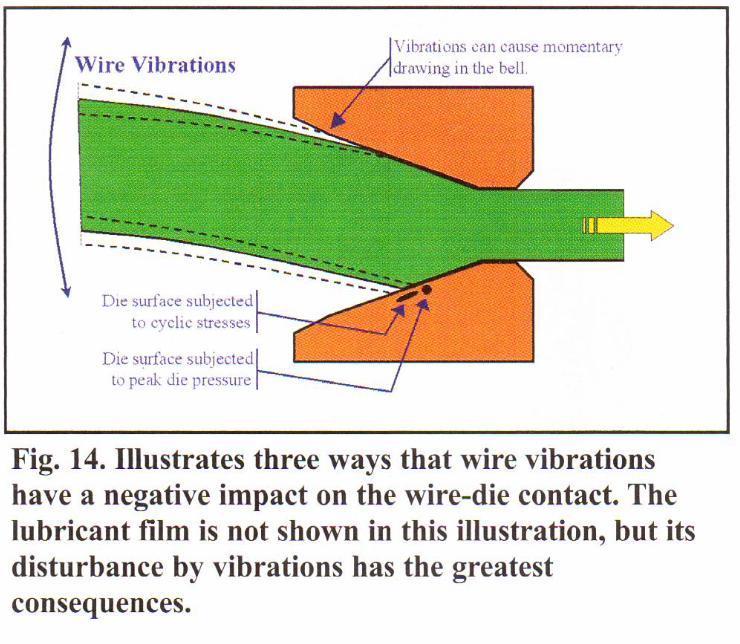 Vibrations can cause momentary
drawing in the bell.
Wire Vibrations
Die surface subjected
to cyclic stresses
Die surface subjected
to peak die pressure
Fig. 14. Illustrates three ways that wire vibrations
have a negative impact on the wire-die contact. The
lubricant film is not shown in this illustration, but its
disturbance by vibrations has the greatest
consequences.